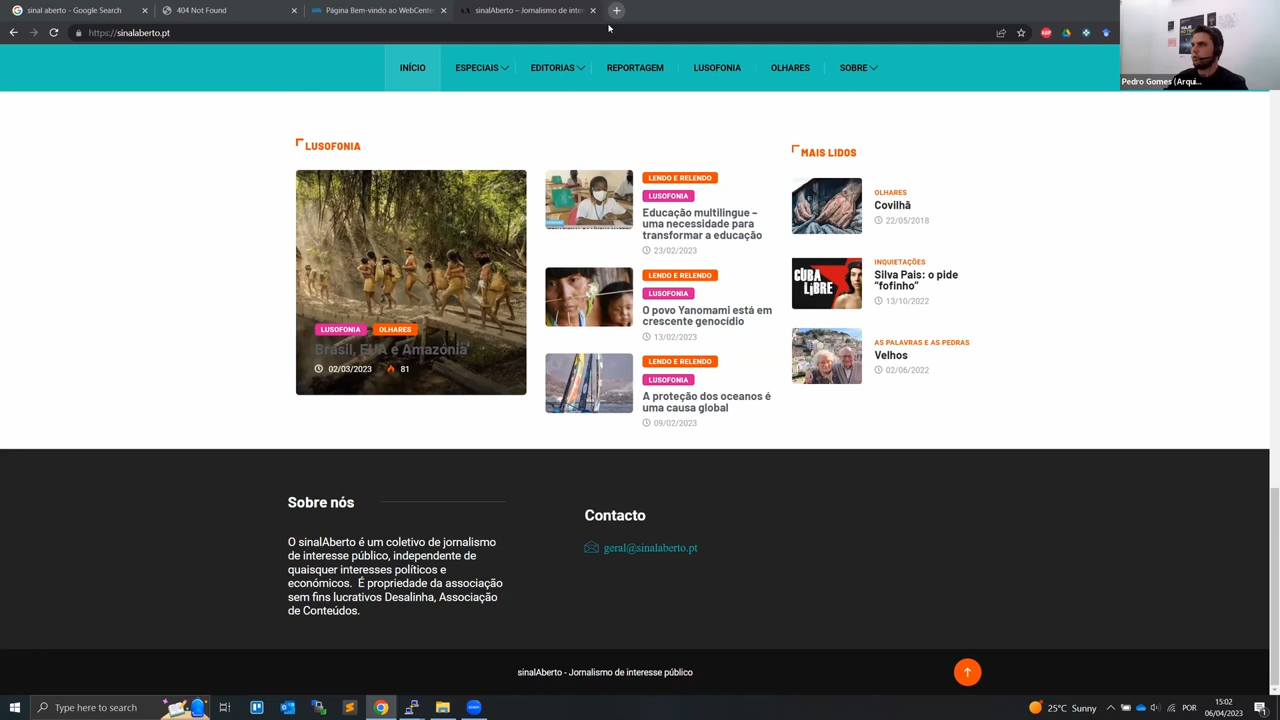 sinal aberto - Google Search
404 Not Found
Página Bem-vindo ao WebCente
sinalAberto – Jornalismo de inter
https://sinalaberto.pt
ABP
Pedro Gomes (Arqui...
INÍCIO
ESPECIAIS
EDITORIAS
REPORTAGEM
LUSOFONIA
OLHARES
SOBRE
LUSOFONIA
LUSOFONIA
OLHARES
Brasil, EUA e Amazónia
02/03/2023
81
LENDO E RELENDO
LUSOFONIA
Educação multilingue –
uma necessidade para
transformar a educação
23/02/2023
LENDO E RELENDO
LUSOFONIA
O povo Yanomami está em
crescente genocídio
13/02/2023
LENDO E RELENDO
LUSOFONIA
A proteção dos oceanos é
uma causa global
09/02/2023
MAIS LIDOS
OLHARES
Covilhã
22/05/2018
CUBA
LIBRE
INQUIETAÇÕES
Silva Pais: o pide
“fofinho”
13/10/2022
AS PALAVRAS E AS PEDRAS
Velhos
02/06/2022
Sobre nós
O sinalAberto é um coletivo de jornalismo
de interesse público, independente de
quaisquer interesses políticos e
económicos. É propriedade da associação
sem fins lucrativos Desalinha, Associação
de Conteúdos.
Contacto
geral@sinalaberto.pt
sinalAberto - Jornalismo de interesse público
Type here to search
25°C Sunny
POR
15:02
06/04/2023